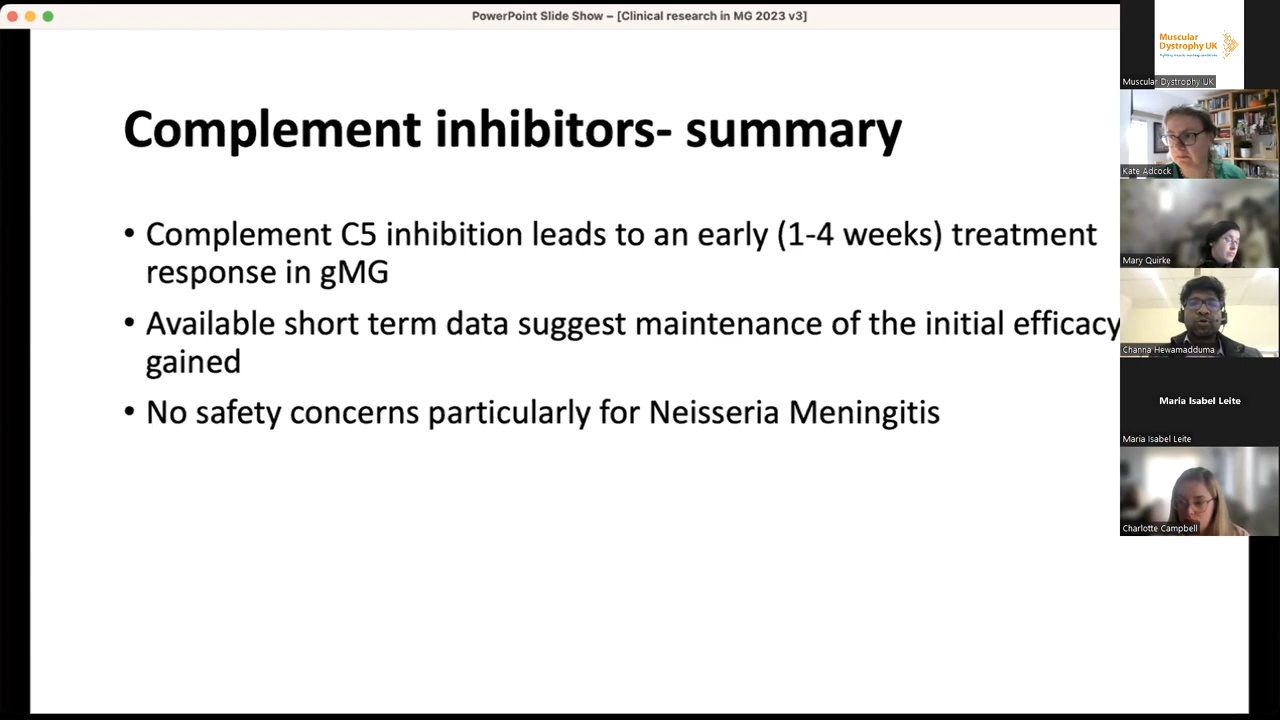 PowerPoint Slide Show – [Clinical research in MG 2023 v3]
Complement inhibitors- summary
• Complement C5 inhibition leads to an early (1-4 weeks) treatment
response in gMG
• Available short term data suggest maintenance of the initial efficacy
gained
• No safety concerns particularly for Neisseria Meningitis
Muscular
Dystrophy UK
Muscular Dystrophy UK
Kate Adcock
Mary Quirke
Channa Hewamadduma
Maria Isabel Leite
Maria Isabel Leite
Charlotte Campbell